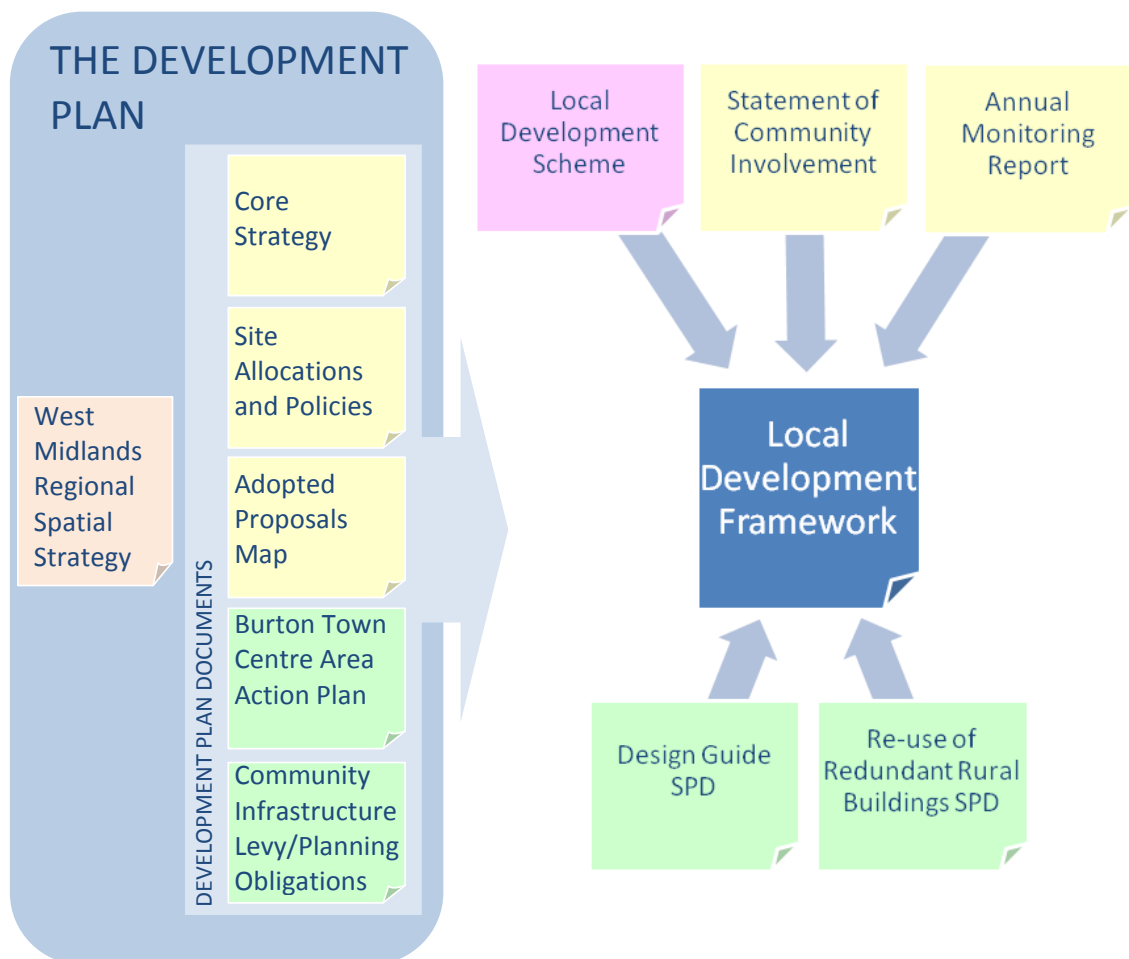 THE DEVELOPMENT
PLAN
West
Midlands
Regional
Spatial
Strategy
DEVELOPMENT PLAN DOCUMENTS
Core
Strategy
Site
Allocations
and Policies
Adopted
Proposals
Map
Burton Town
Centre Area
Action Plan
Community
Infrastructure
Levy/Planning
Obligations
Local
Development
Scheme
Statement of
Community
Involvement
Annual
Monitoring
Report
Local
Development
Framework
Design Guide
SPD
Re-use of
Redundant Rural
Buildings SPD